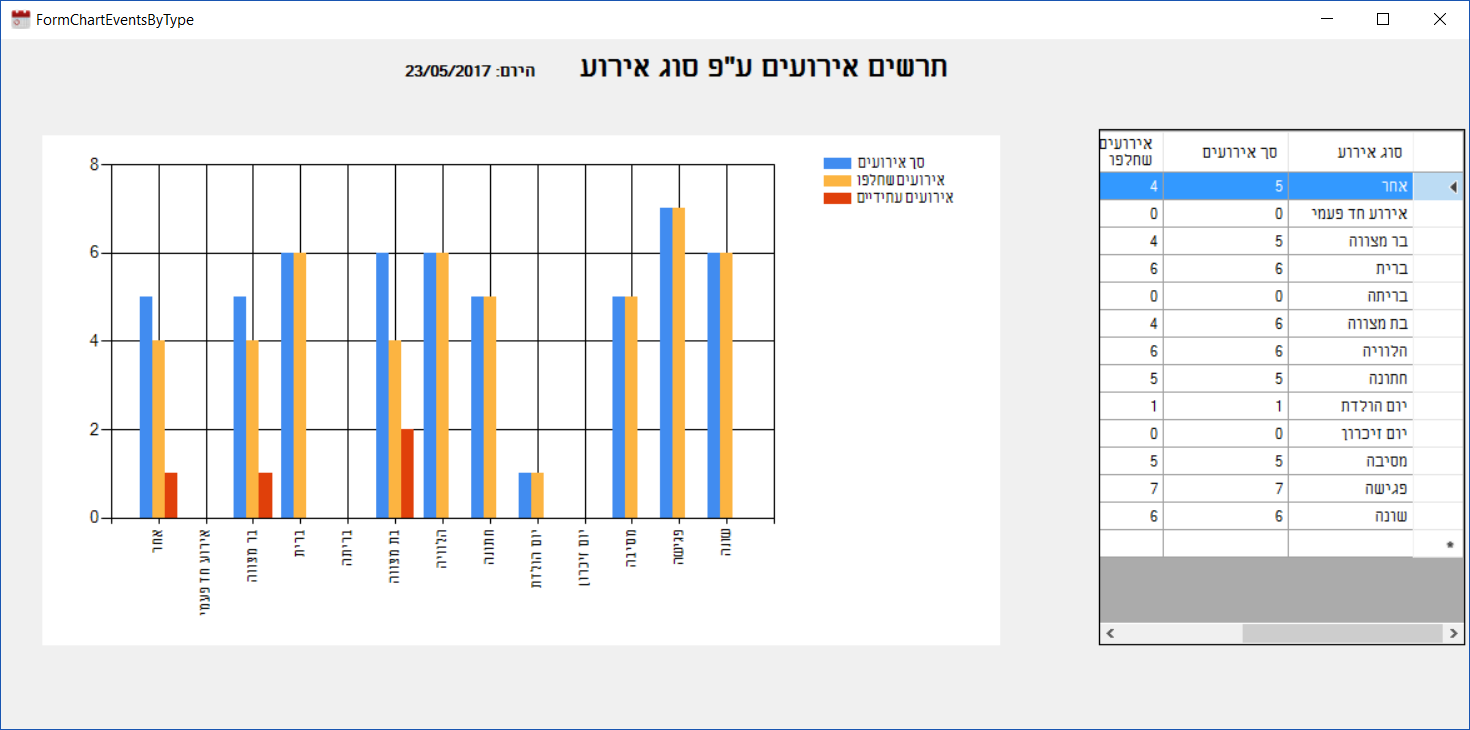 FormChartEventsByType
תרשים אירועים ע"פ סוג אירוע
היום: 23/05/2017
8
6
4
2
0
אחר
אירוע חד פעמי
בר מצווה
ברית
בריתה
בת מצווה
הלוויה
חתונה
יום הולדת
יום זיכרון
מסיבה
פגישה
שונה
סך אירועים
אירועים שחלפו
אירועים עתידיים
סוג אירוע סך אירועים אירועים
שחלפו
אחר 5 4
אירוע חד פעמי 0 0
בר מצווה 5 4
ברית 6 6
בריתה 0 0
בת מצווה 6 4
הלוויה 6 6
חתונה 5 5
יום הולדת 1 1
יום זיכרון 0 0
מסיבה 5 5
פגישה 7 7
שונה 6 6